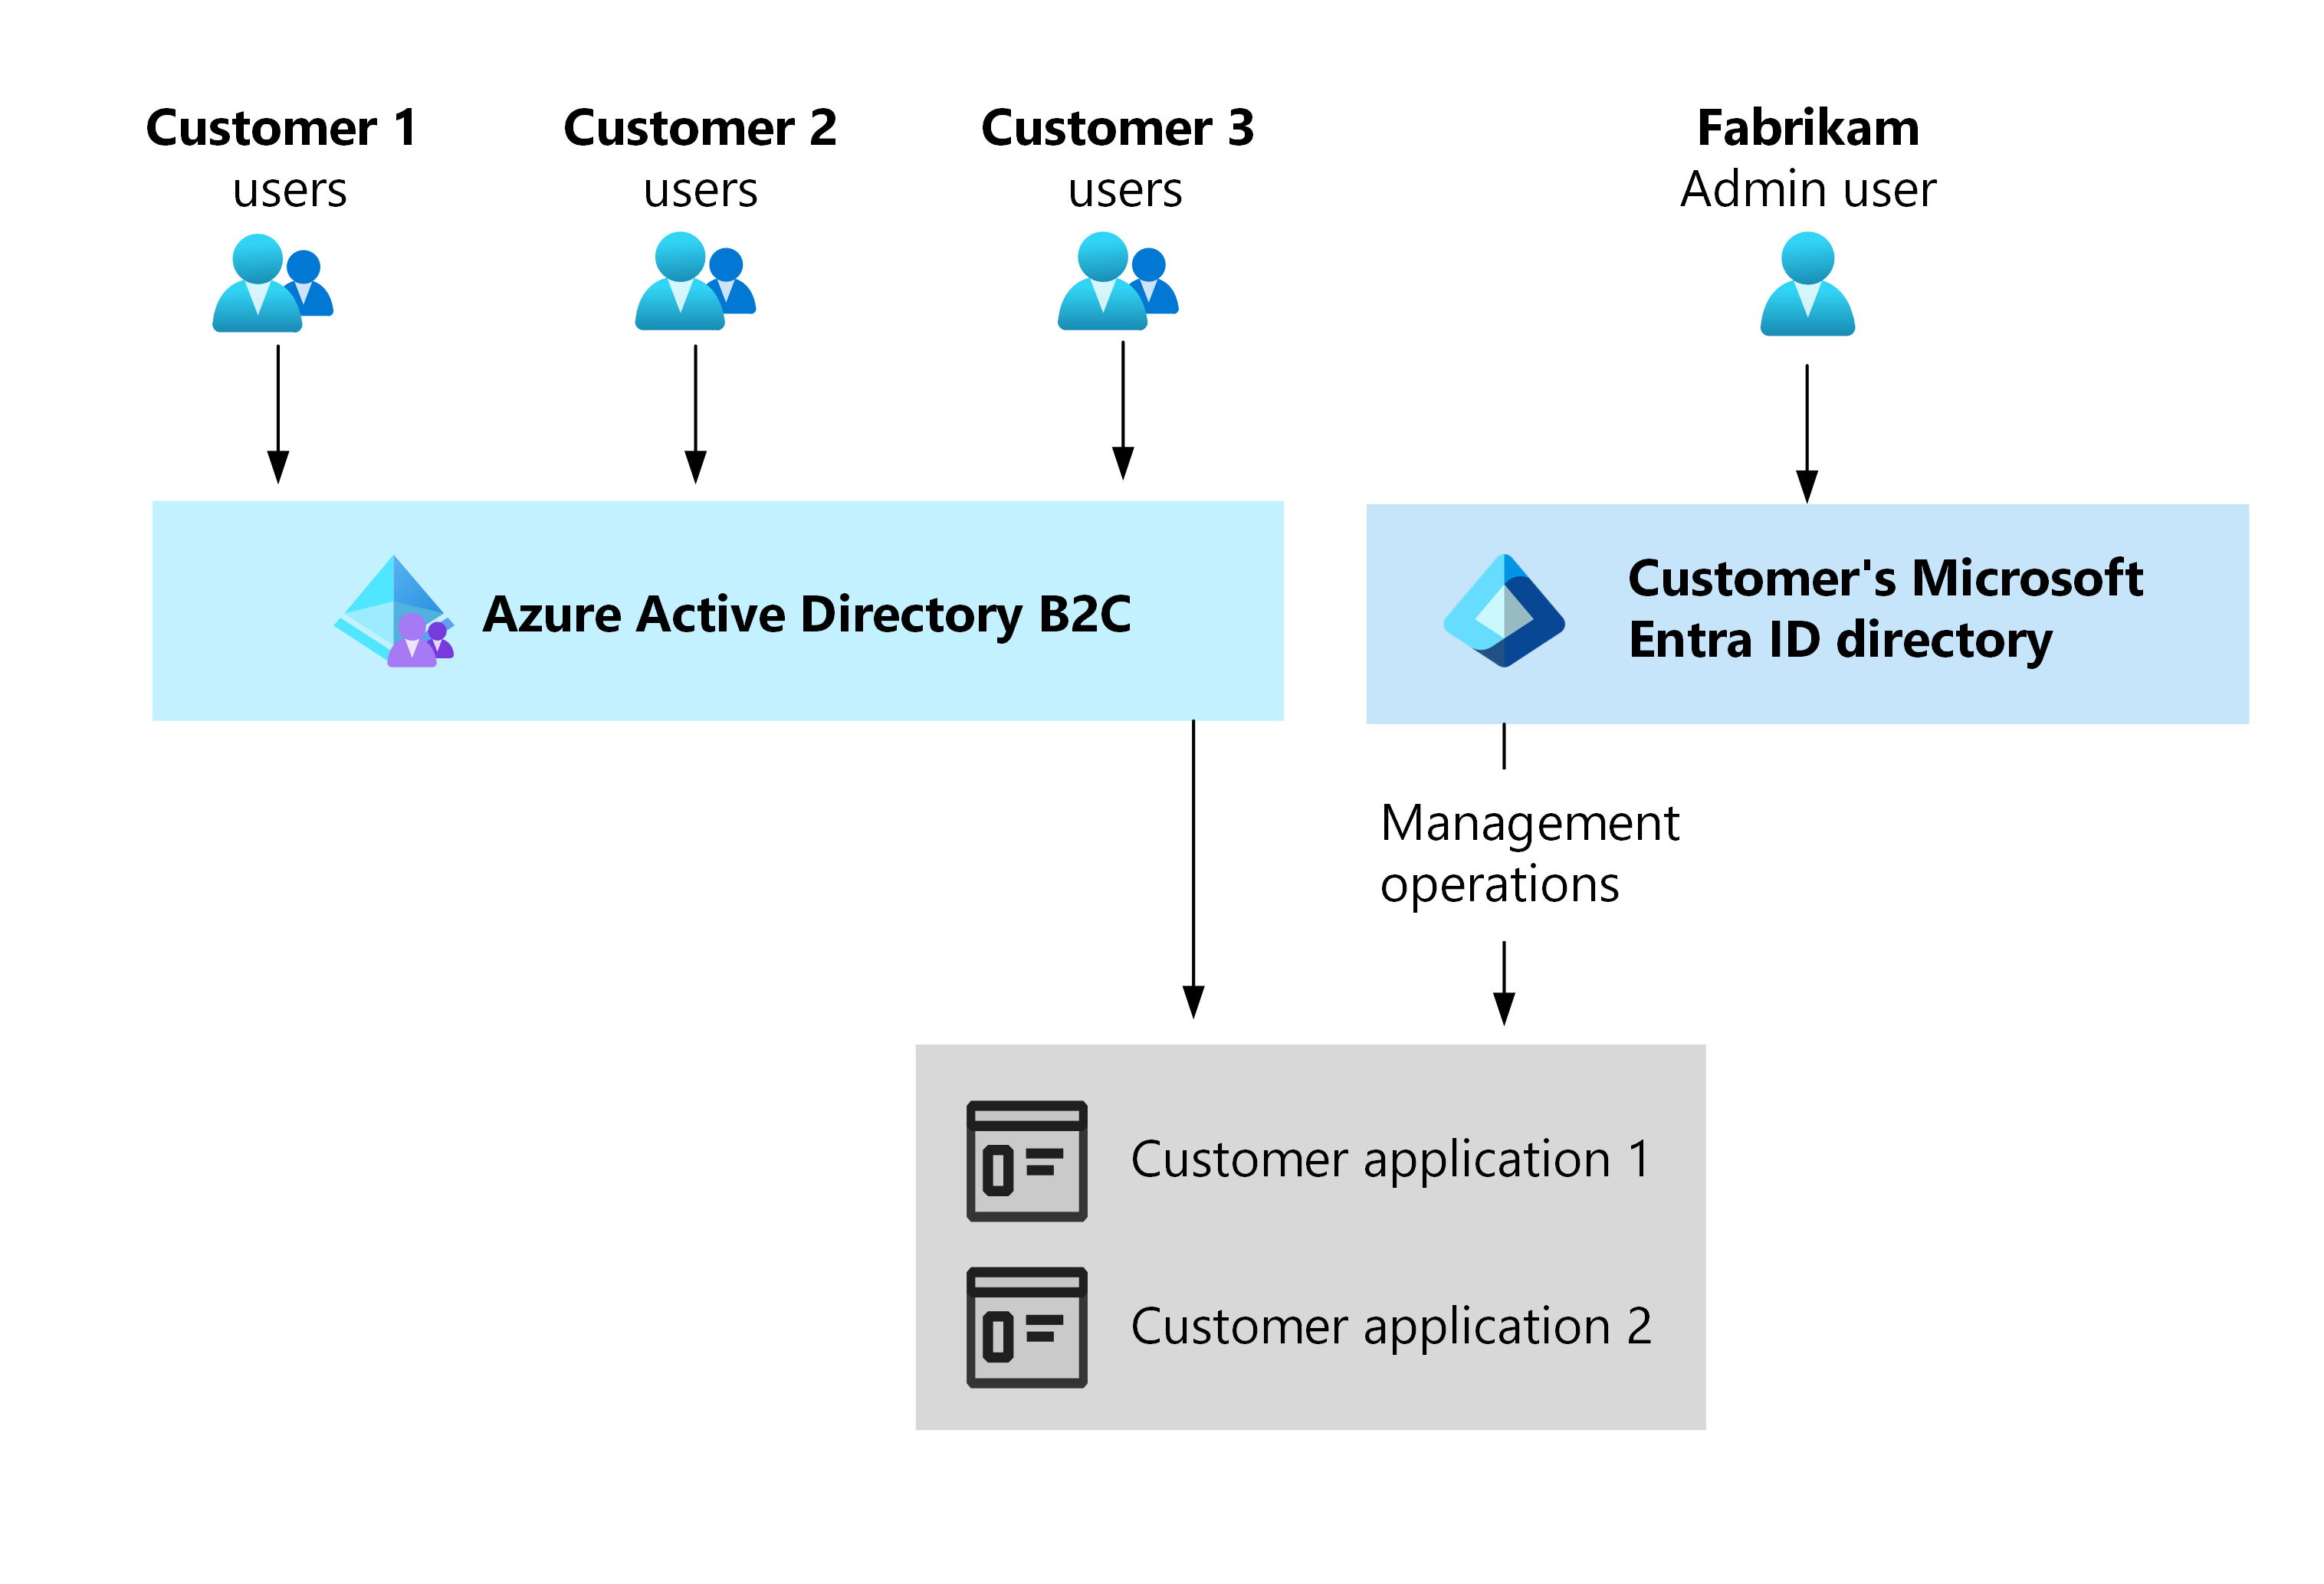 Customer 1
users
Customer 2
users
Customer 3
users
Fabrikam
Admin user
Azure Active Directory B2C
Customer's Microsoft
Entra ID directory
Management
operations
Customer application 1
Customer application 2